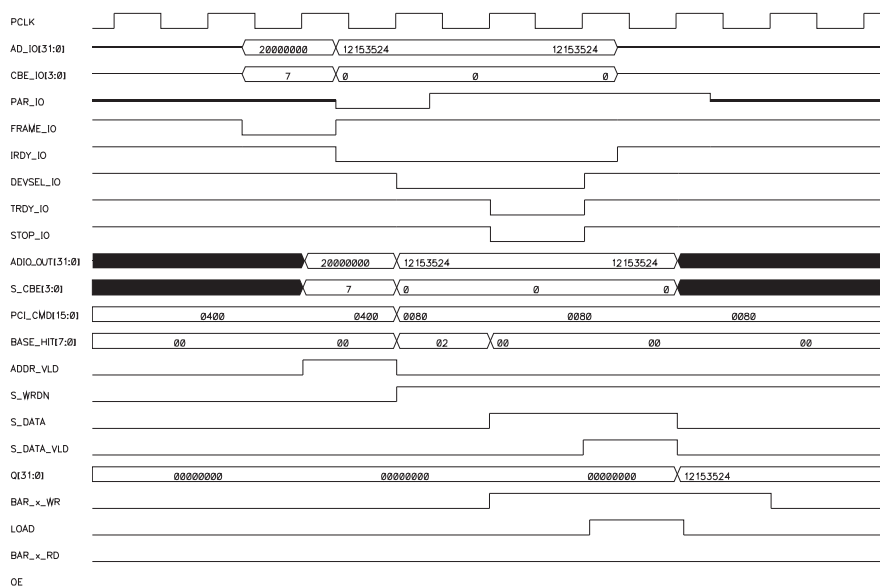 PCLK
AD_IO[31:0] 20000000 12153524 12153524
CBE_IO[3:0] 7 0 0 0
PAR_IO
FRAME_IO
IRDY_IO
DEVSEL_IO
TRDY_IO
STOP_IO
ADIO_OUT[31:0] 20000000 12153524 12153524
S_CBE[3:0] 7 0 0 0
PCI_CMD[15:0] 0400 0400 0080 0080 0080
BASE_HIT[7:0] 00 00 02 00 00 00
ADDR_VLD
S_WRDN
S_DATA
S_DATA_VLD
Q[31:0] 00000000 00000000 00000000 12153524
BAR_x_WR
LOAD
BAR_x_RD
OE